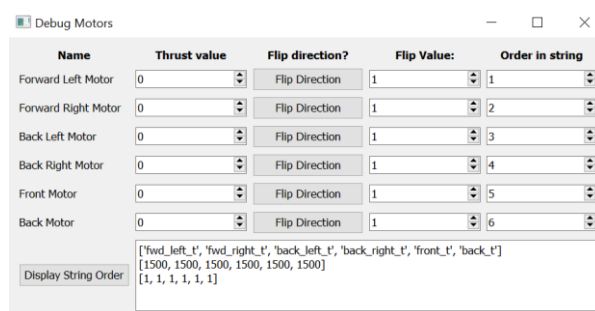 Debug Motors
Name Thrust value Flip direction? Flip Value: Order in string
Forward Left Motor 0 Flip Direction 1 1
Forward Right Motor 0 Flip Direction 1 2
Back Left Motor 0 Flip Direction 1 3
Back Right Motor 0 Flip Direction 1 4
Front Motor 0 Flip Direction 1 5
Back Motor 0 Flip Direction 1 6
['fwd_left_t', 'fwd_right_t', 'back_left_t', 'back_right_t', 'front_t', 'back_t']
[1500, 1500, 1500, 1500, 1500, 1500]
[1, 1, 1, 1, 1, 1]
Display String Order